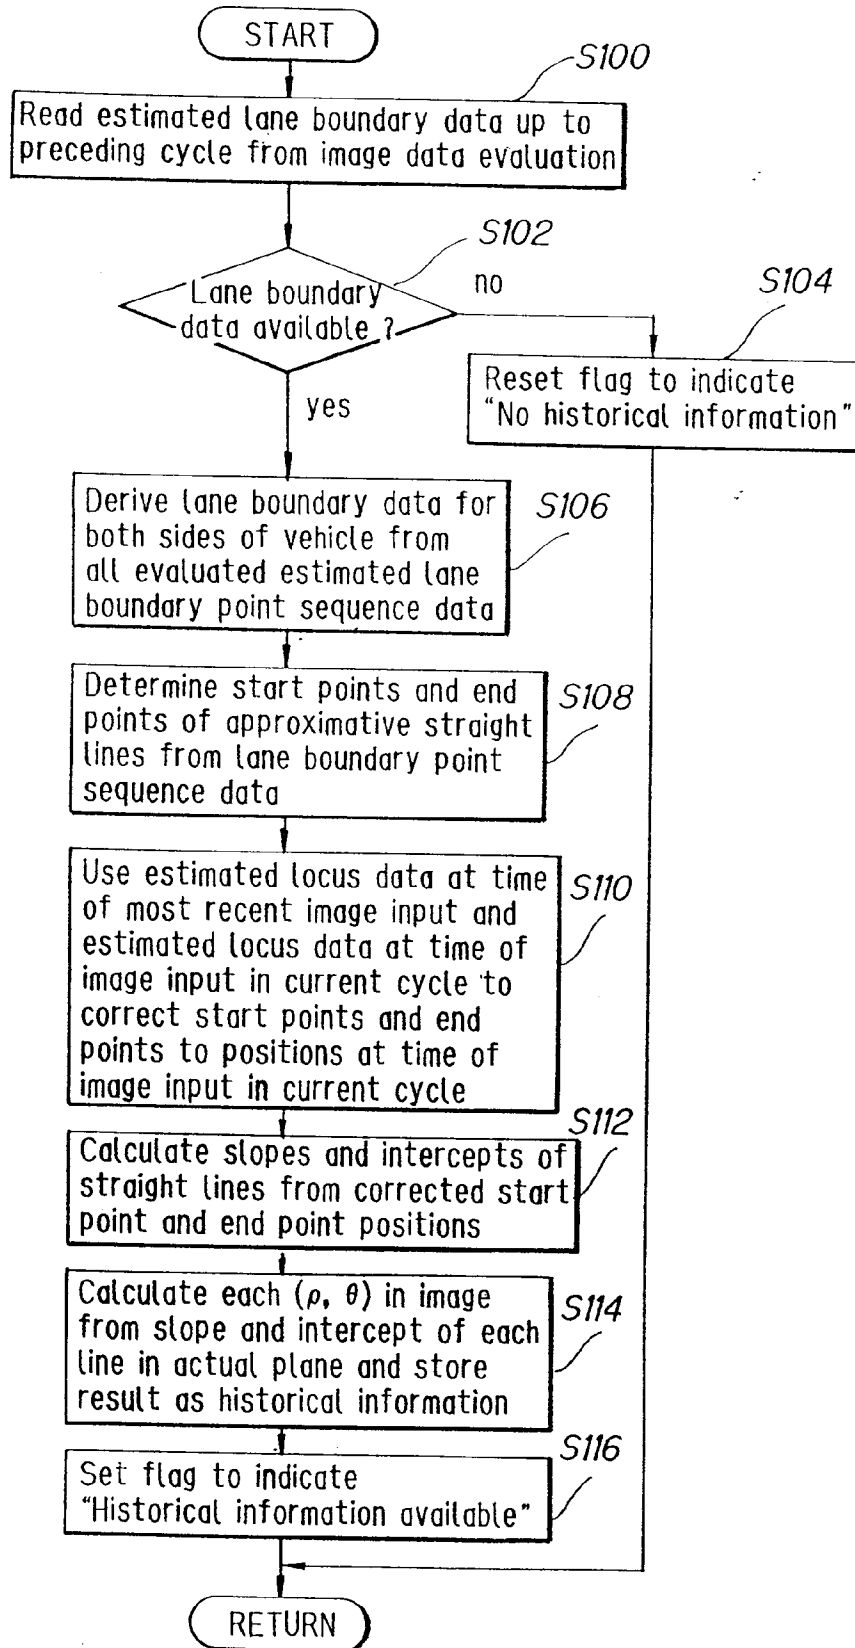 START
S100
Read estimated lane boundary data up to
preceding cycle from image data evaluation
S102
Lane boundary
data available ?
no
S104
Reset flag to indicate
“No historical information”
yes
Derive lane boundary data for
both sides of vehicle from
all evaluated estimated lane
boundary point sequence data
S106
Determine start points and end
points of approximative straight
lines from lane boundary point
sequence data
S108
Use estimated locus data at time
of most recent image input and
estimated locus data at time of
image input in current cycle to
correct start points and end
points to positions at time of
image input in current cycle
S110
S112
Calculate slopes and intercepts of
straight lines from corrected start
point and end point positions
Calculate each (ρ, θ) in image
from slope and intercept of each
line in actual plane and store
result as historical information
S114
S116
Set flag to indicate
“Historical information available”
RETURN